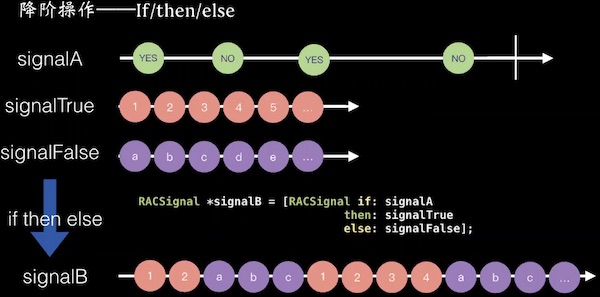 降阶操作——If/then/else
signalA YES NO YES NO
signalTrue 1 2 3 4 5 ...
signalFalse a b c d e ...
RACSignal *signalB = [RACSignal if: signalA
then: signalTrue
else: signalFalse];
if then else
signalB 1 2 a b c 1 2 3 4 a b c ...